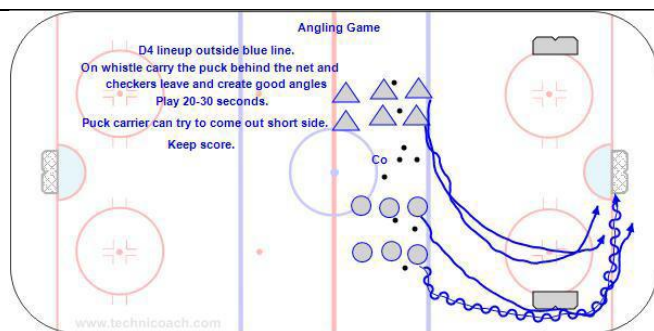 Angling Game
D4 lineup outside blue line.
On whistle carry the puck behind the net and
checkers leave and create good angles
Play 20-30 seconds.
Puck carrier can try to come out short side.
Keep score.
Co
www.technicoach.com